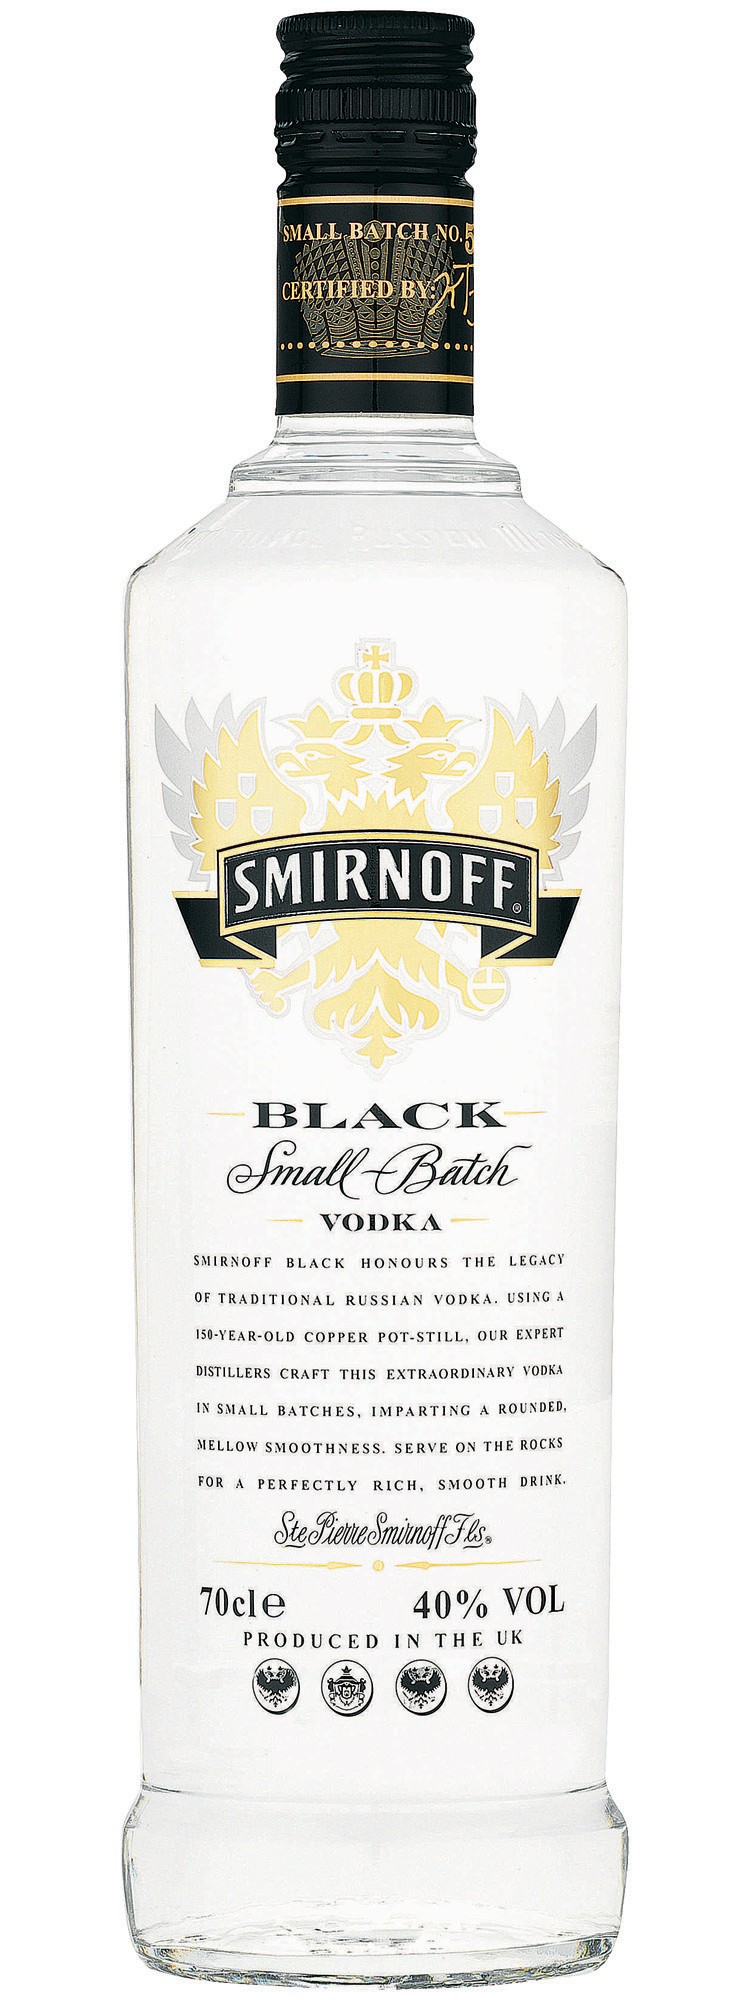 SMALL BATCH NO. 5
CERTIFIED BY:
SMIRNOFF®
BLACK
Small-Batch
VODKA
SMIRNOFF BLACK HONOURS THE LEGACY
OF TRADITIONAL RUSSIAN VODKA. USING A
150-YEAR-OLD COPPER POT-STILL, OUR EXPERT
DISTILLERS CRAFT THIS EXTRAORDINARY VODKA
IN SMALL BATCHES, IMPARTING A ROUNDED,
MELLOW SMOOTHNESS. SERVE ON THE ROCKS
FOR A PERFECTLY RICH, SMOOTH DRINK.
Ste Pierre Smirnoff Fls®
70cl℮ 40% VOL
PRODUCED IN THE UK